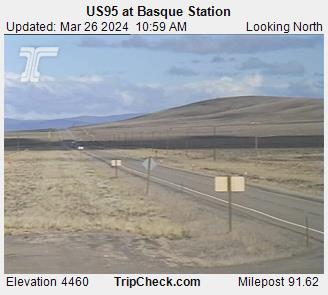 US95 at Basque Station
Updated: Mar 26 2024 10:59 AM Looking North
Elevation 4460 TripCheck.com Milepost 91.62